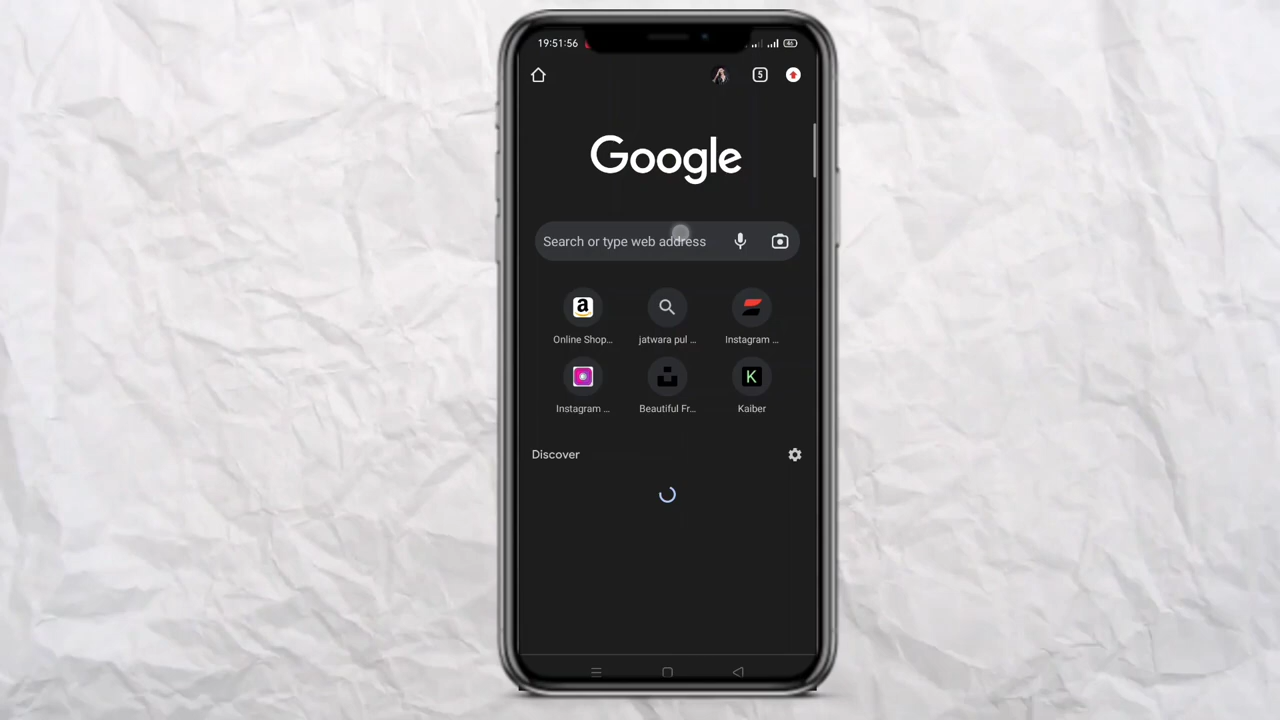 19:51:56
46
5
Google
Search or type web address
Online Shop...
jatwara pul ...
Instagram ...
Instagram ...
Beautiful Fr...
Kaiber
Discover